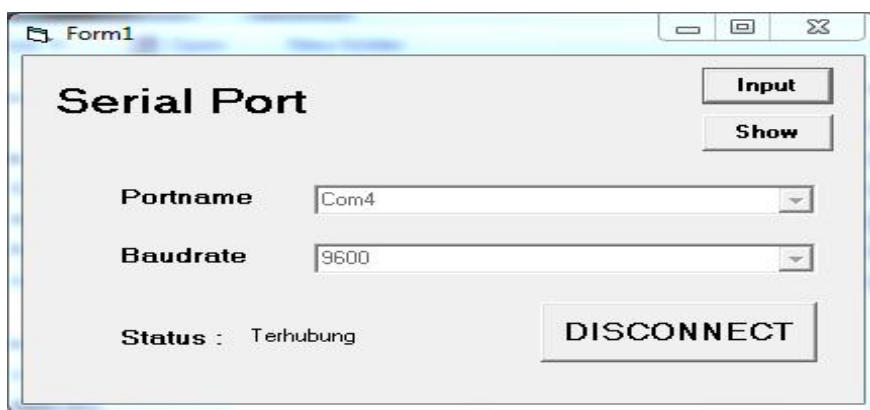 Form1
Serial Port
Input
Show
Portname
Com4
Baudrate
9600
Status : Terhubung
DISCONNECT